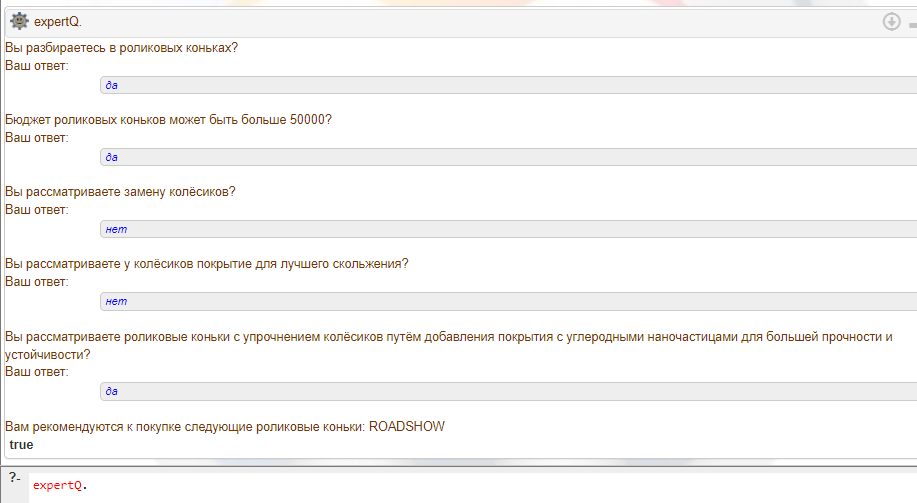 expertQ.
Вы разбираетесь в роликовых коньках?
Ваш ответ:
да
Бюджет роликовых коньков может быть больше 50000?
Ваш ответ:
да
Вы рассматриваете замену колёсиков?
Ваш ответ:
нет
Вы рассматриваете у колёсиков покрытие для лучшего скольжения?
Ваш ответ:
нет
Вы рассматриваете роликовые коньки с упрочнением колёсиков путём добавления покрытия с углеродными наночастицами для большей прочности и
устойчивости?
Ваш ответ:
да
Вам рекомендуются к покупке следующие роликовые коньки: ROADSHOW
true
?- expertQ.